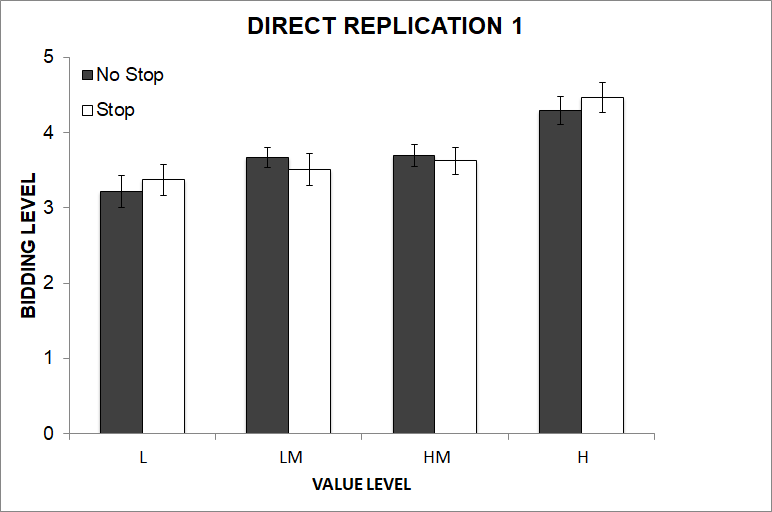 DIRECT REPLICATION 1
5
No Stop
Stop
4
3
2
1
0
BIDDING LEVEL
L
LM
HM
H
VALUE LEVEL